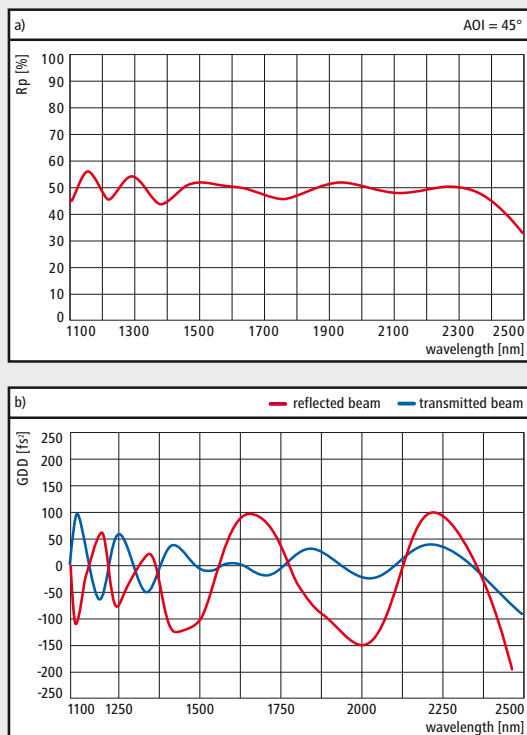 a) AOI = 45°
Rp [%]
100
90
80
70
60
50
40
30
20
10
0
1100 1300 1500 1700 1900 2100 2300 2500
wavelength [nm]
b) reflected beam transmitted beam
GDD [fs²]
250
200
150
100
50
0
-50
-100
-150
-200
-250
1100 1250 1500 1750 2000 2250 2500
wavelength [nm]